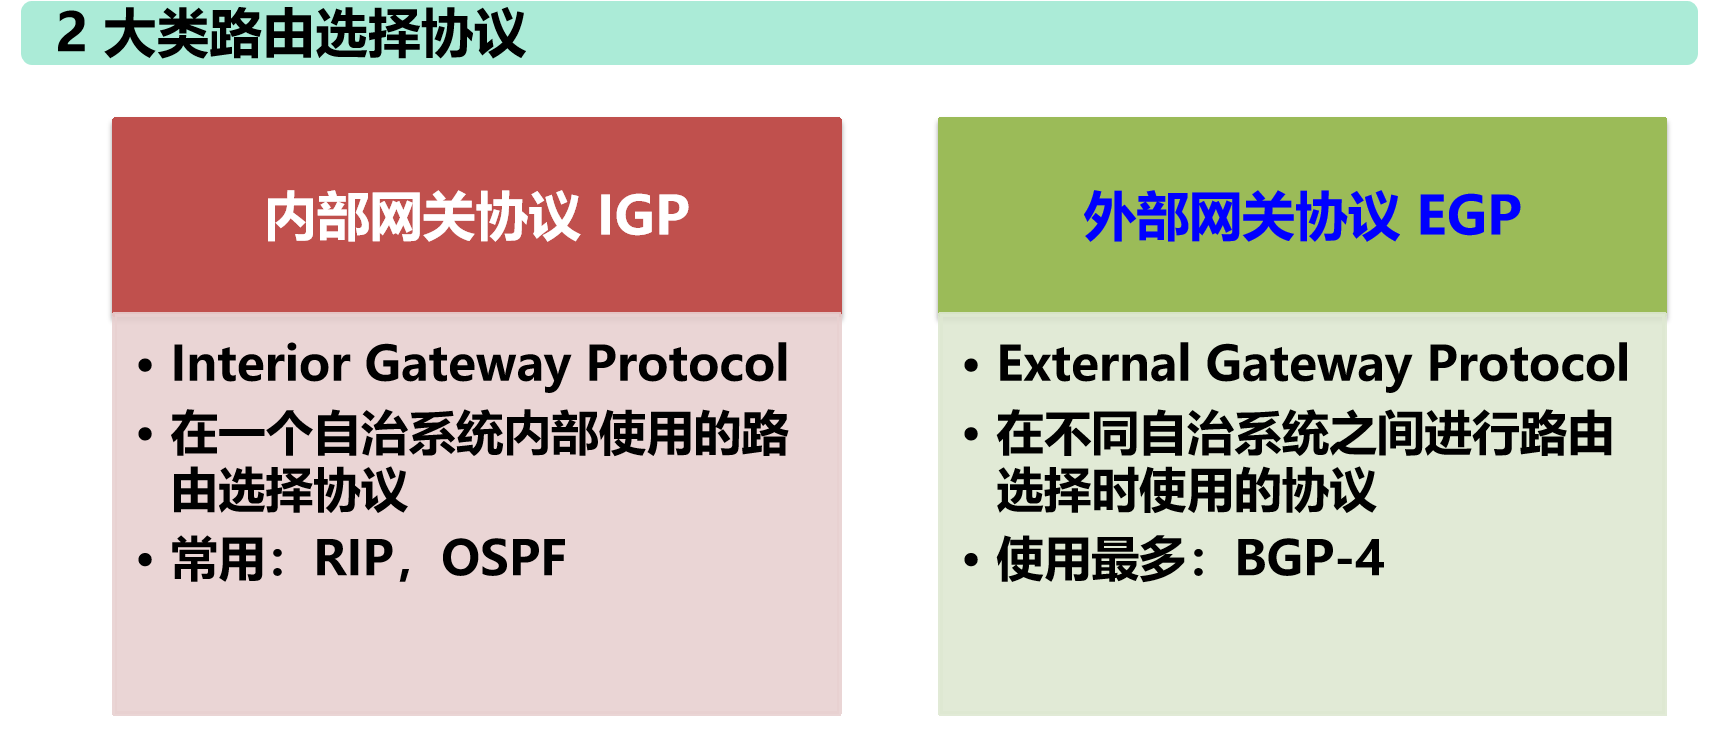 2 大类路由选择协议
内部网关协议 IGP
• Interior Gateway Protocol
• 在一个自治系统内部使用的路
由选择协议
• 常用：RIP，OSPF
外部网关协议 EGP
• External Gateway Protocol
• 在不同自治系统之间进行路由
选择时使用的协议
• 使用最多：BGP-4